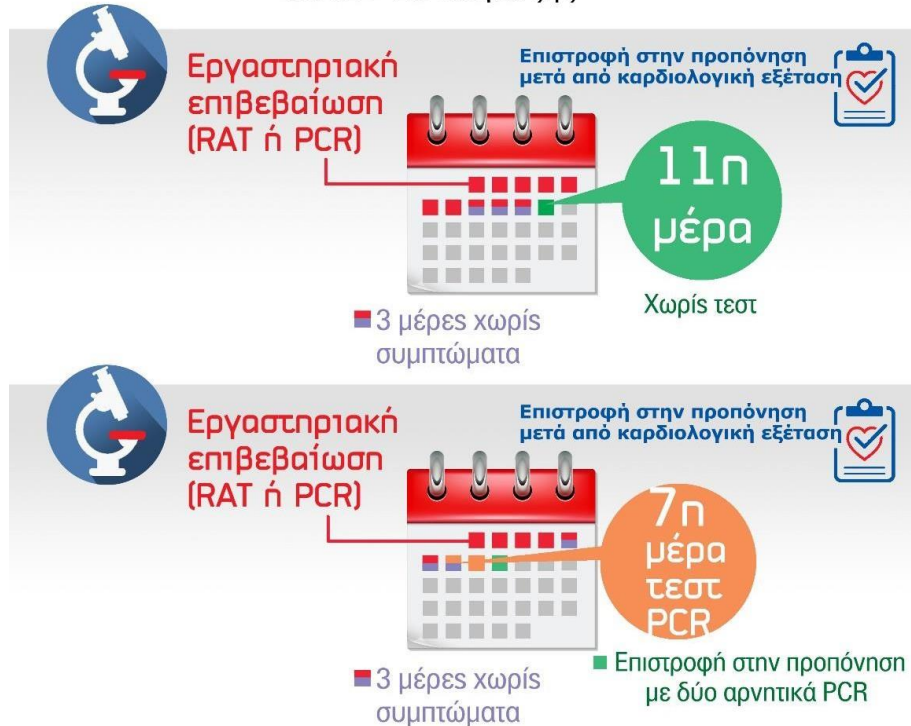 Εργαστηριακή
επιβεβαίωση
(RAT ή PCR)
Επιστροφή στην προπόνηση
μετά από καρδιολογική εξέταση
11η
μέρα
Χωρίς τεστ
3 μέρες χωρίς
συμπτώματα
Εργαστηριακή
επιβεβαίωση
(RAT ή PCR)
Επιστροφή στην προπόνηση
μετά από καρδιολογική εξέταση
7η
μέρα
τεστ
PCR
Επιστροφή στην προπόνηση
με δύο αρνητικά PCR
3 μέρες χωρίς
συμπτώματα